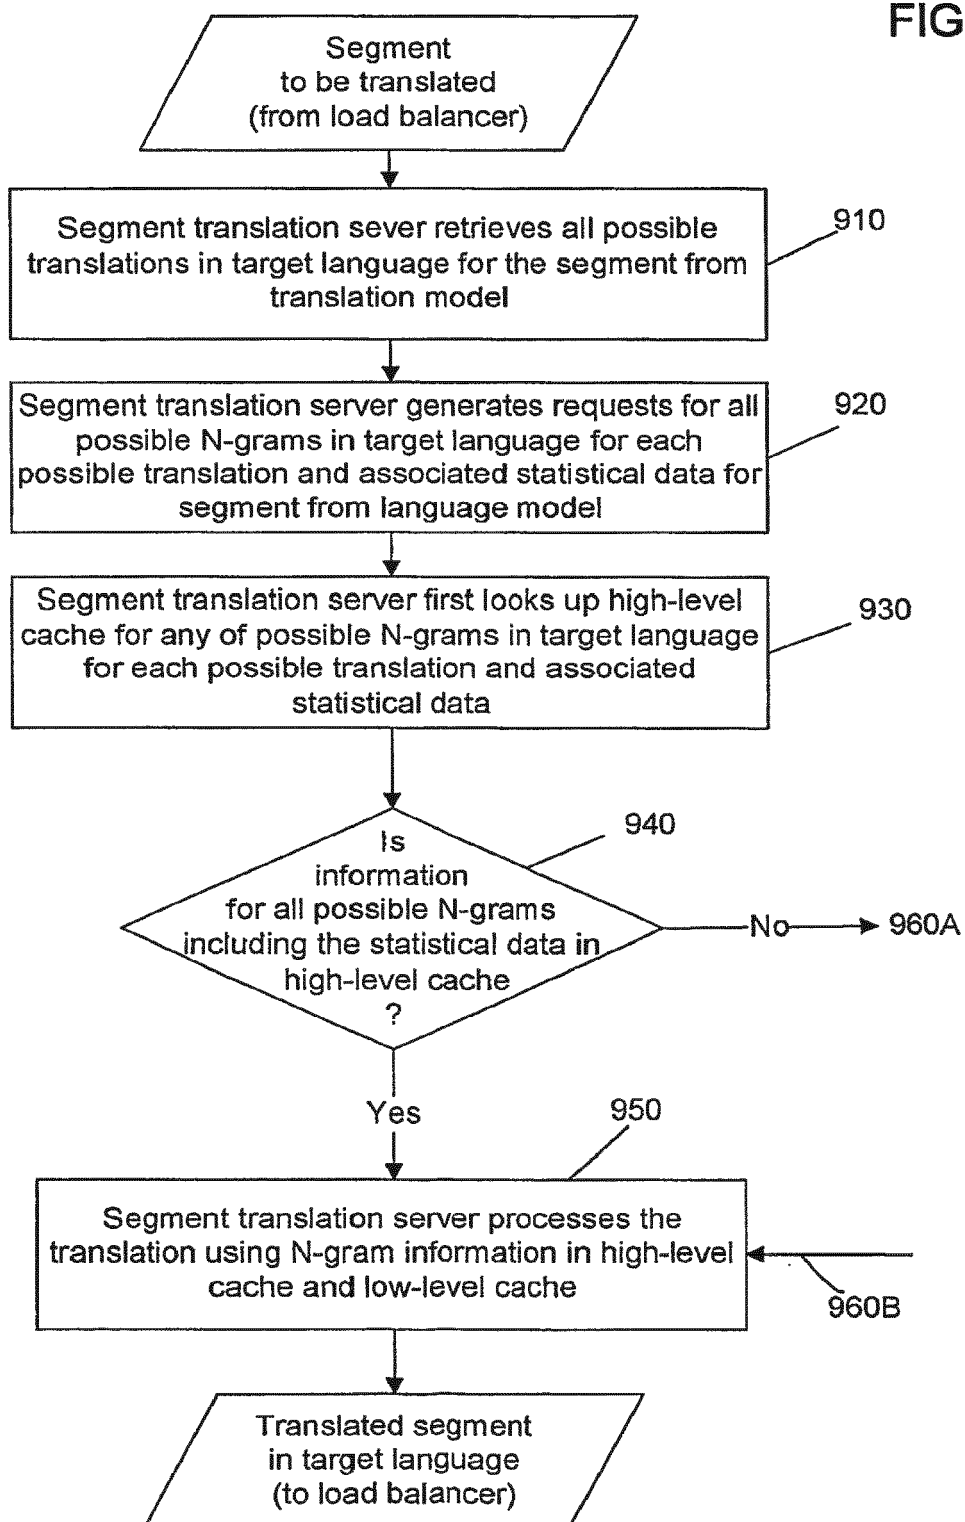 FIG
Segment
to be translated
(from load balancer)
Segment translation sever retrieves all possible
translations in target language for the segment from
translation model
910
Segment translation server generates requests for all
possible N-grams in target language for each
possible translation and associated statistical data for
segment from language model
920
Segment translation server first looks up high-level
cache for any of possible N-grams in target language
for each possible translation and associated
statistical data
930
Is
information
for all possible N-grams
including the statistical data in
high-level cache
?
940
No
960A
Yes
950
Segment translation server processes the
translation using N-gram information in high-level
cache and low-level cache
960B
Translated segment
in target language
(to load balancer)